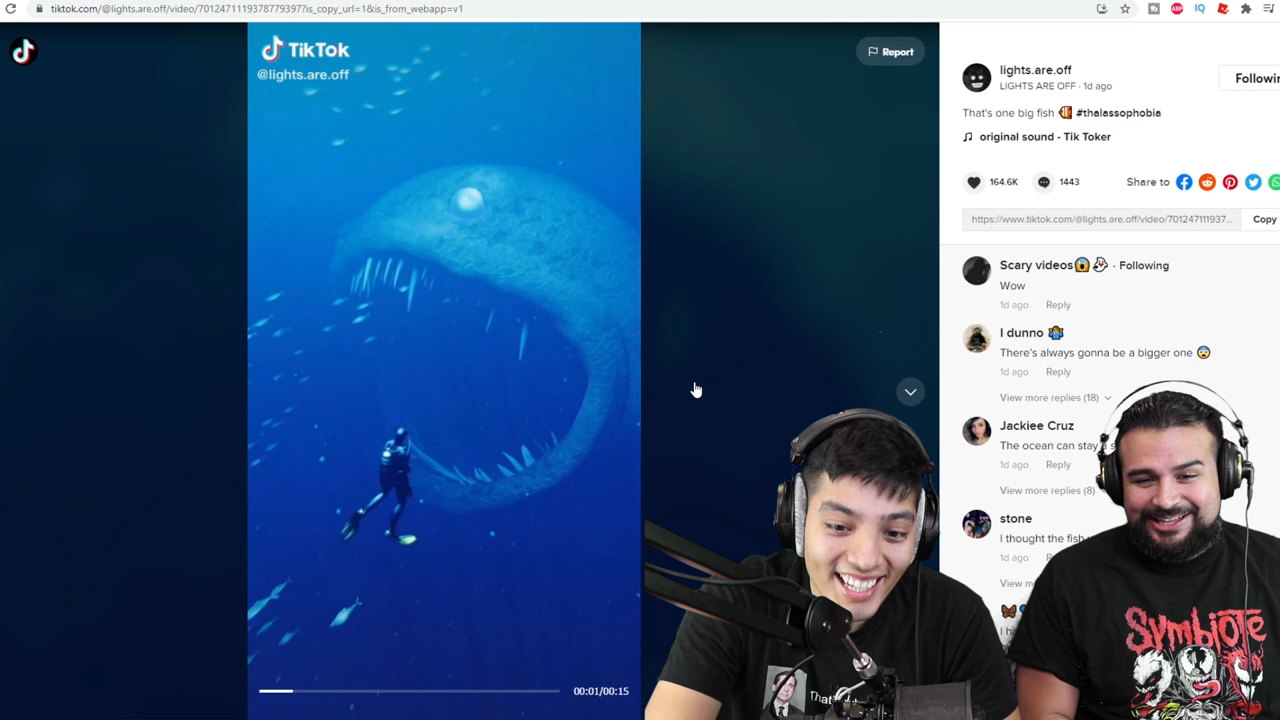 tiktok.com/@lights.are.off/video/7012471119378779397?is_copy_url=1&is_from_webapp=v1
TikTok
@lights.are.off
Report
lights.are.off
LIGHTS ARE OFF · 1d ago
Followin
That's one big fish 🐠 #thalassophobia
original sound - Tik Toker
164.6K
1443
Share to
https://www.tiktok.com/@lights.are.off/video/701247111937...
Copy
Scary videos😱👻 · Following
Wow
1d ago Reply
I dunno 🤷
There's always gonna be a bigger one 😨
1d ago Reply
View more replies (18)
Jackiee Cruz
The ocean can stay
1d ago Reply
View more replies (8)
stone
I thought the fish
1d ago
View
00:01/00:15
Symbiote
That